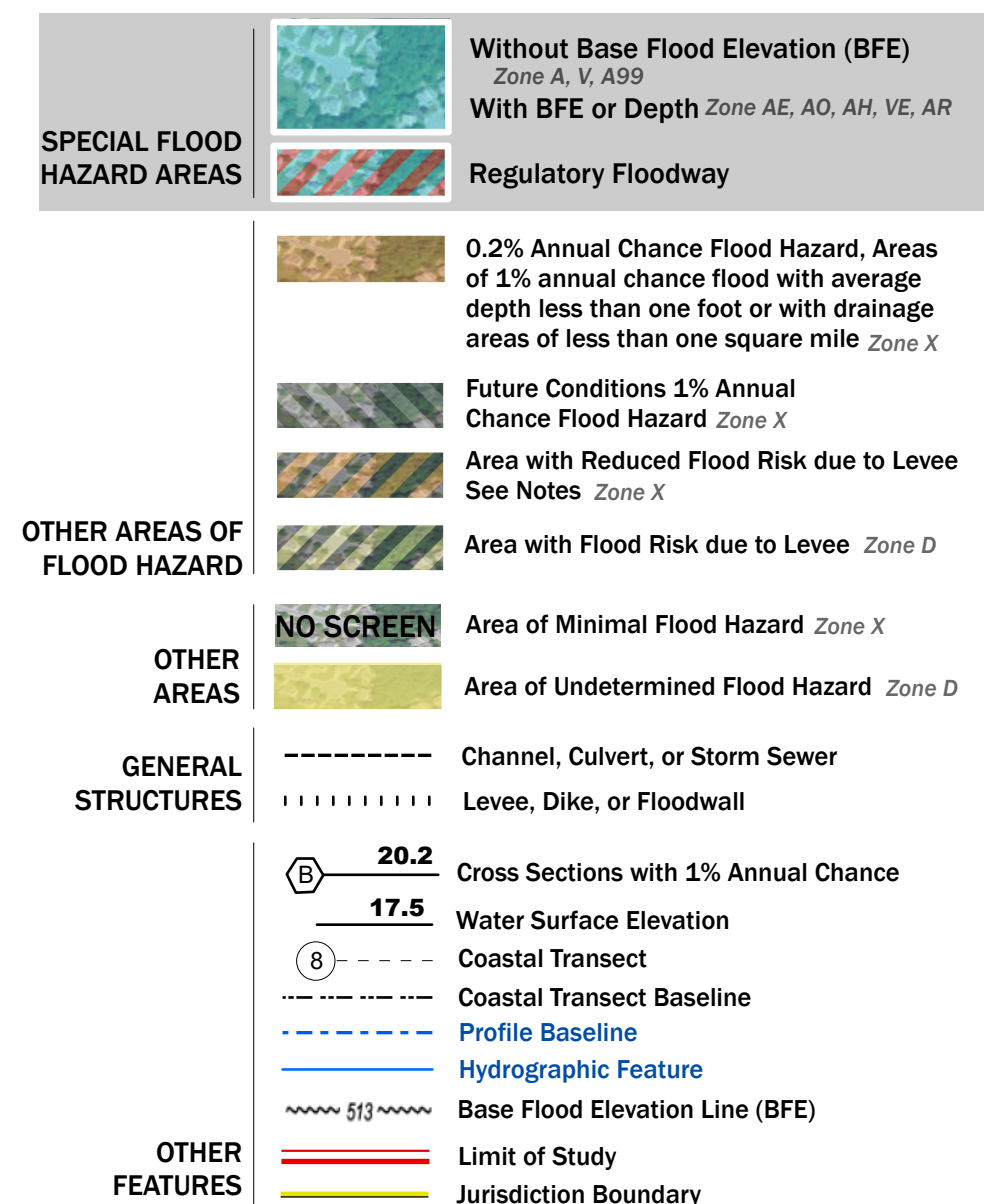 SPECIAL FLOOD
HAZARD AREAS
Without Base Flood Elevation (BFE)
Zone A, V, A99
With BFE or Depth Zone AE, AO, AH, VE, AR
Regulatory Floodway
OTHER AREAS OF
FLOOD HAZARD
0.2% Annual Chance Flood Hazard, Areas
of 1% annual chance flood with average
depth less than one foot or with drainage
areas of less than one square mile Zone X
Future Conditions 1% Annual
Chance Flood Hazard Zone X
Area with Reduced Flood Risk due to Levee
See Notes Zone X
Area with Flood Risk due to Levee Zone D
OTHER
AREAS
NO SCREEN Area of Minimal Flood Hazard Zone X
Area of Undetermined Flood Hazard Zone D
GENERAL
STRUCTURES
Channel, Culvert, or Storm Sewer
Levee, Dike, or Floodwall
OTHER
FEATURES
B 20.2 Cross Sections with 1% Annual Chance
17.5 Water Surface Elevation
8 Coastal Transect
Coastal Transect Baseline
Profile Baseline
Hydrographic Feature
513 Base Flood Elevation Line (BFE)
Limit of Study
Jurisdiction Boundary